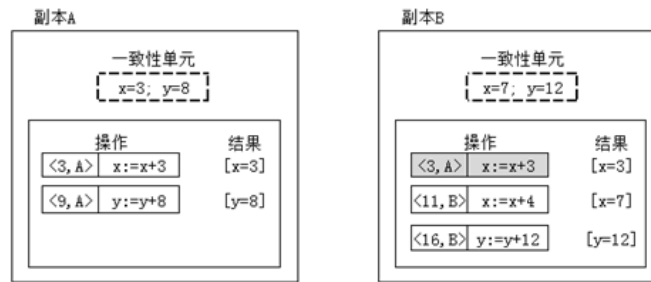 副本A
一致性单元
x=3; y=8
操作 结果
<3,A> x:=x+3 [x=3]
<9,A> y:=y+8 [y=8]
副本B
一致性单元
x=7; y=12
操作 结果
<3,A> x:=x+3 [x=3]
<11,B> x:=x+4 [x=7]
<16,B> y:=y+12 [y=12]